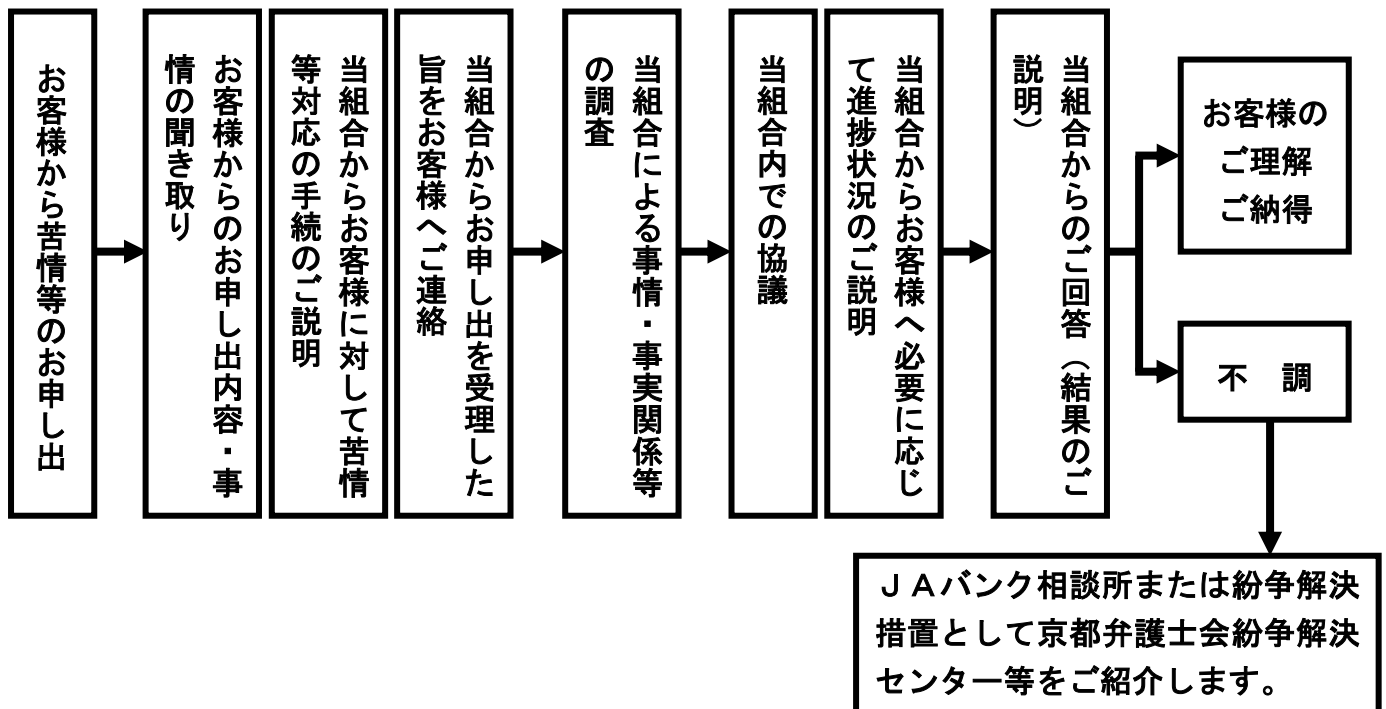 お客様から苦情等のお申し出
お客様からのお申し出内容・事
情の聞き取り
当組合からお客様に対して苦情
等対応の手続のご説明
当組合からお申し出を受理した
旨をお客様へご連絡
当組合による事情・事実関係等
の調査
当組合内での協議
当組合からお客様へ必要に応じ
て進捗状況のご説明
当組合からのご回答（結果のご
説明）
お客様の
ご理解
ご納得
不 調
ＪＡバンク相談所または紛争解決
措置として京都弁護士会紛争解決
センター等をご紹介します。